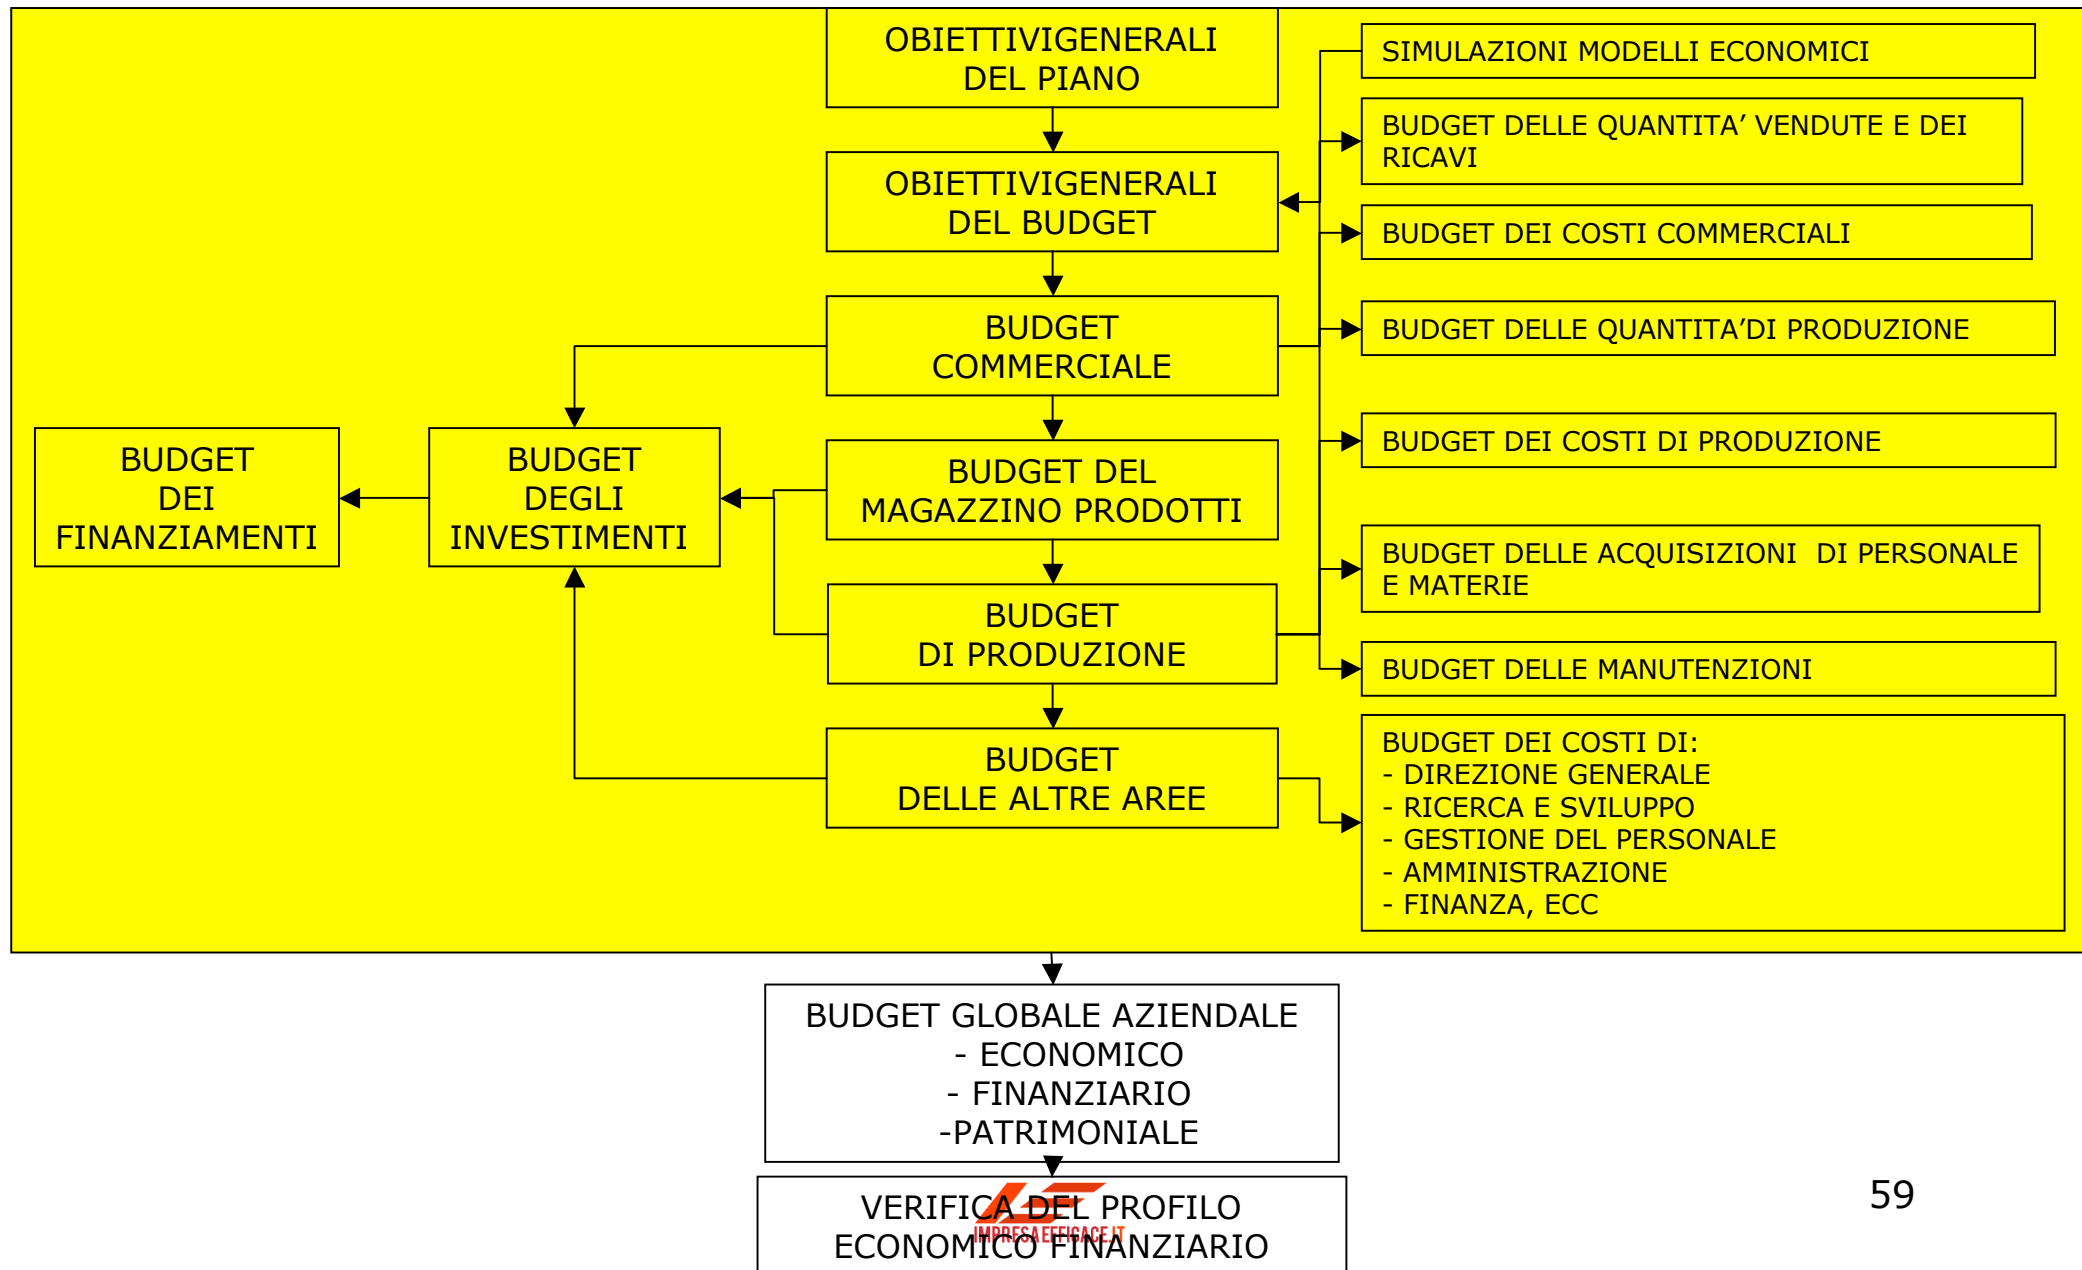 OBIETTIVIGENERALI
DEL PIANO
SIMULAZIONI MODELLI ECONOMICI
BUDGET DELLE QUANTITA’ VENDUTE E DEI
RICAVI
OBIETTIVIGENERALI
DEL BUDGET
BUDGET DEI COSTI COMMERCIALI
BUDGET
COMMERCIALE
BUDGET DELLE QUANTITA’DI PRODUZIONE
BUDGET
DEI
FINANZIAMENTI
BUDGET
DEGLI
INVESTIMENTI
BUDGET DEL
MAGAZZINO PRODOTTI
BUDGET DEI COSTI DI PRODUZIONE
BUDGET DELLE ACQUISIZIONI  DI PERSONALE
E MATERIE
BUDGET
DI PRODUZIONE
BUDGET DELLE MANUTENZIONI
BUDGET
DELLE ALTRE AREE
BUDGET DEI COSTI DI:
- DIREZIONE GENERALE
- RICERCA E SVILUPPO
- GESTIONE DEL PERSONALE
- AMMINISTRAZIONE
- FINANZA, ECC
BUDGET GLOBALE AZIENDALE
- ECONOMICO
- FINANZIARIO
-PATRIMONIALE
VERIFICA DEL PROFILO
ECONOMICO FINANZIARIO
IMPRESAEFFICACE.IT
59